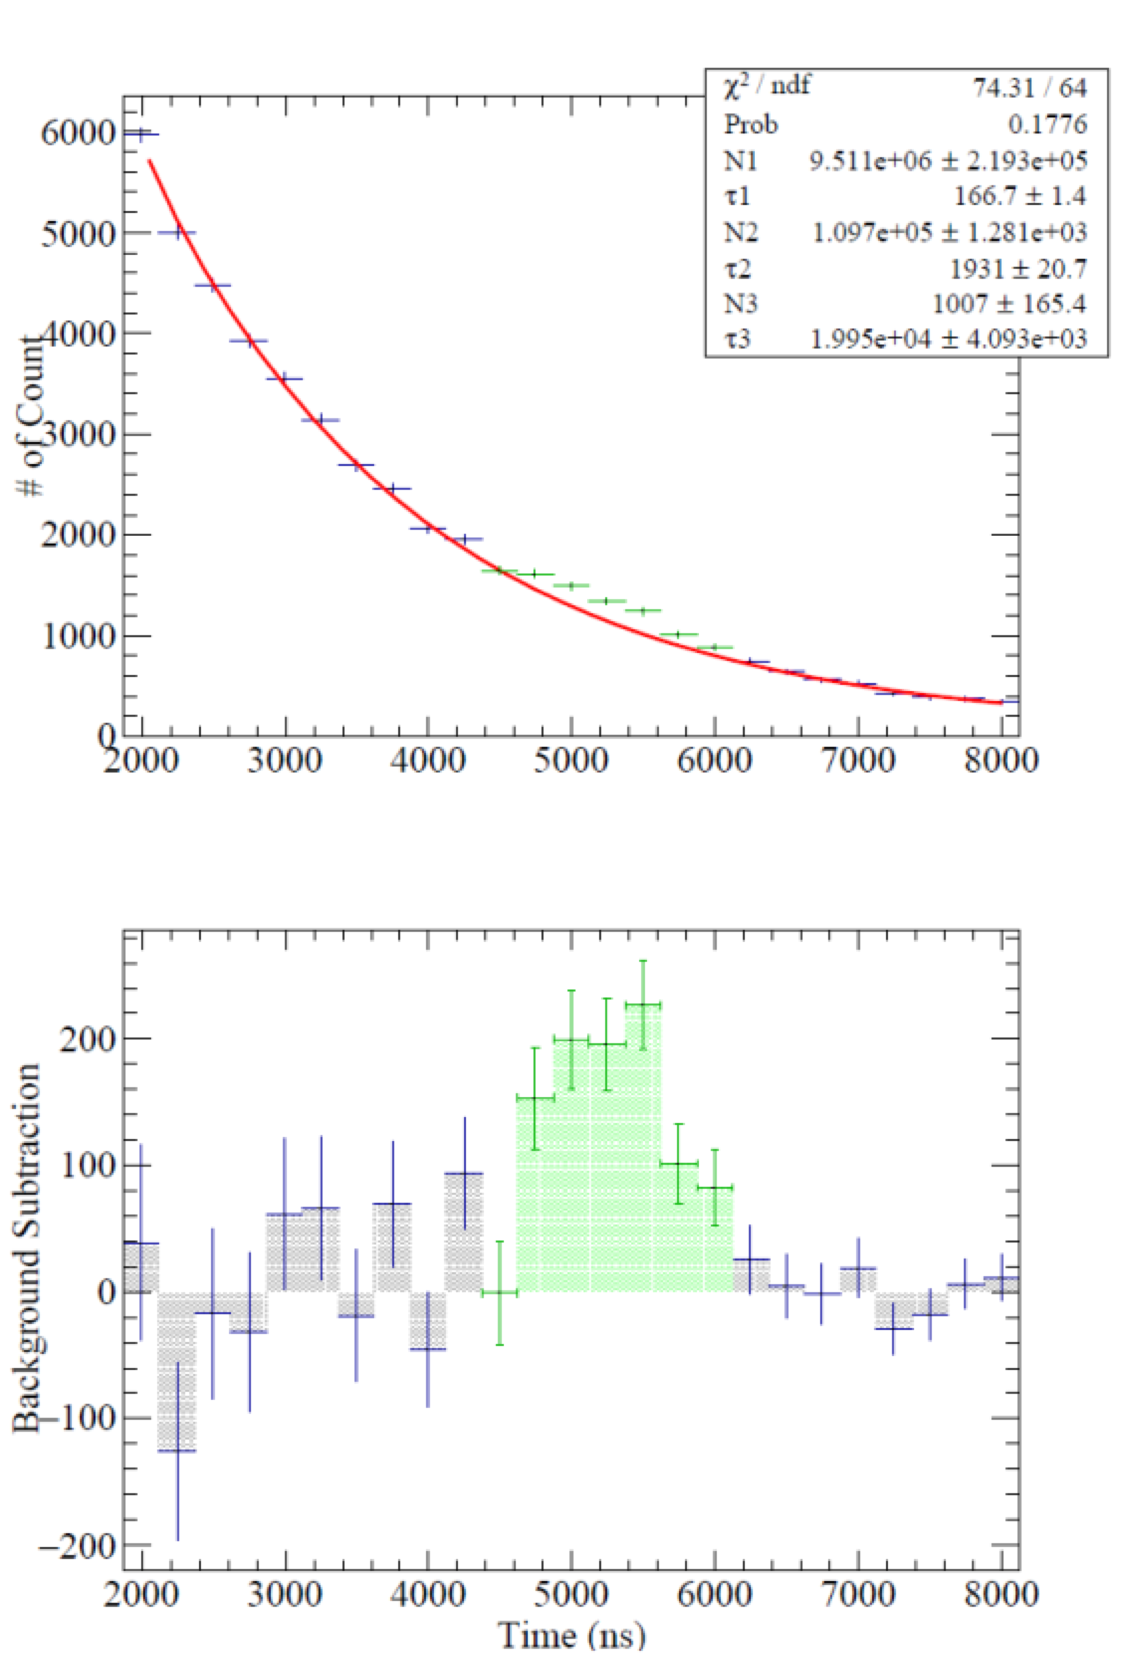 χ² / ndf 74.31 / 64
Prob 0.1776
N1 9.511e+06 ± 2.193e+05
τ1 166.7 ± 1.4
N2 1.097e+05 ± 1.281e+03
τ2 1931 ± 20.7
N3 1007 ± 165.4
τ3 1.995e+04 ± 4.093e+03
# of Count
6000
5000
4000
3000
2000
1000
0
2000 3000 4000 5000 6000 7000 8000
Background Subtraction
200
100
0
−100
−200
2000 3000 4000 5000 6000 7000 8000
Time (ns)